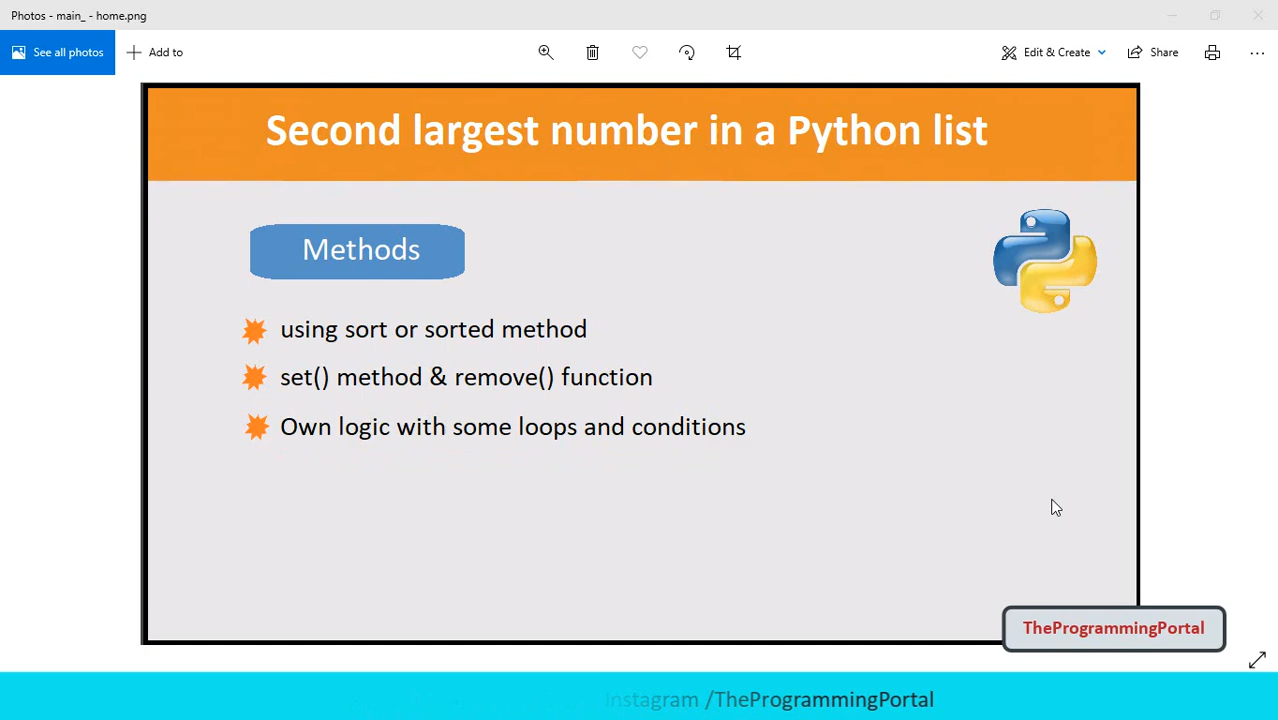 Photos - main_ - home.png
See all photos
Add to
Edit & Create
Share
Second largest number in a Python list
Methods
using sort or sorted method
set() method & remove() function
Own logic with some loops and conditions
TheProgrammingPortal
Instagram /TheProgrammingPortal